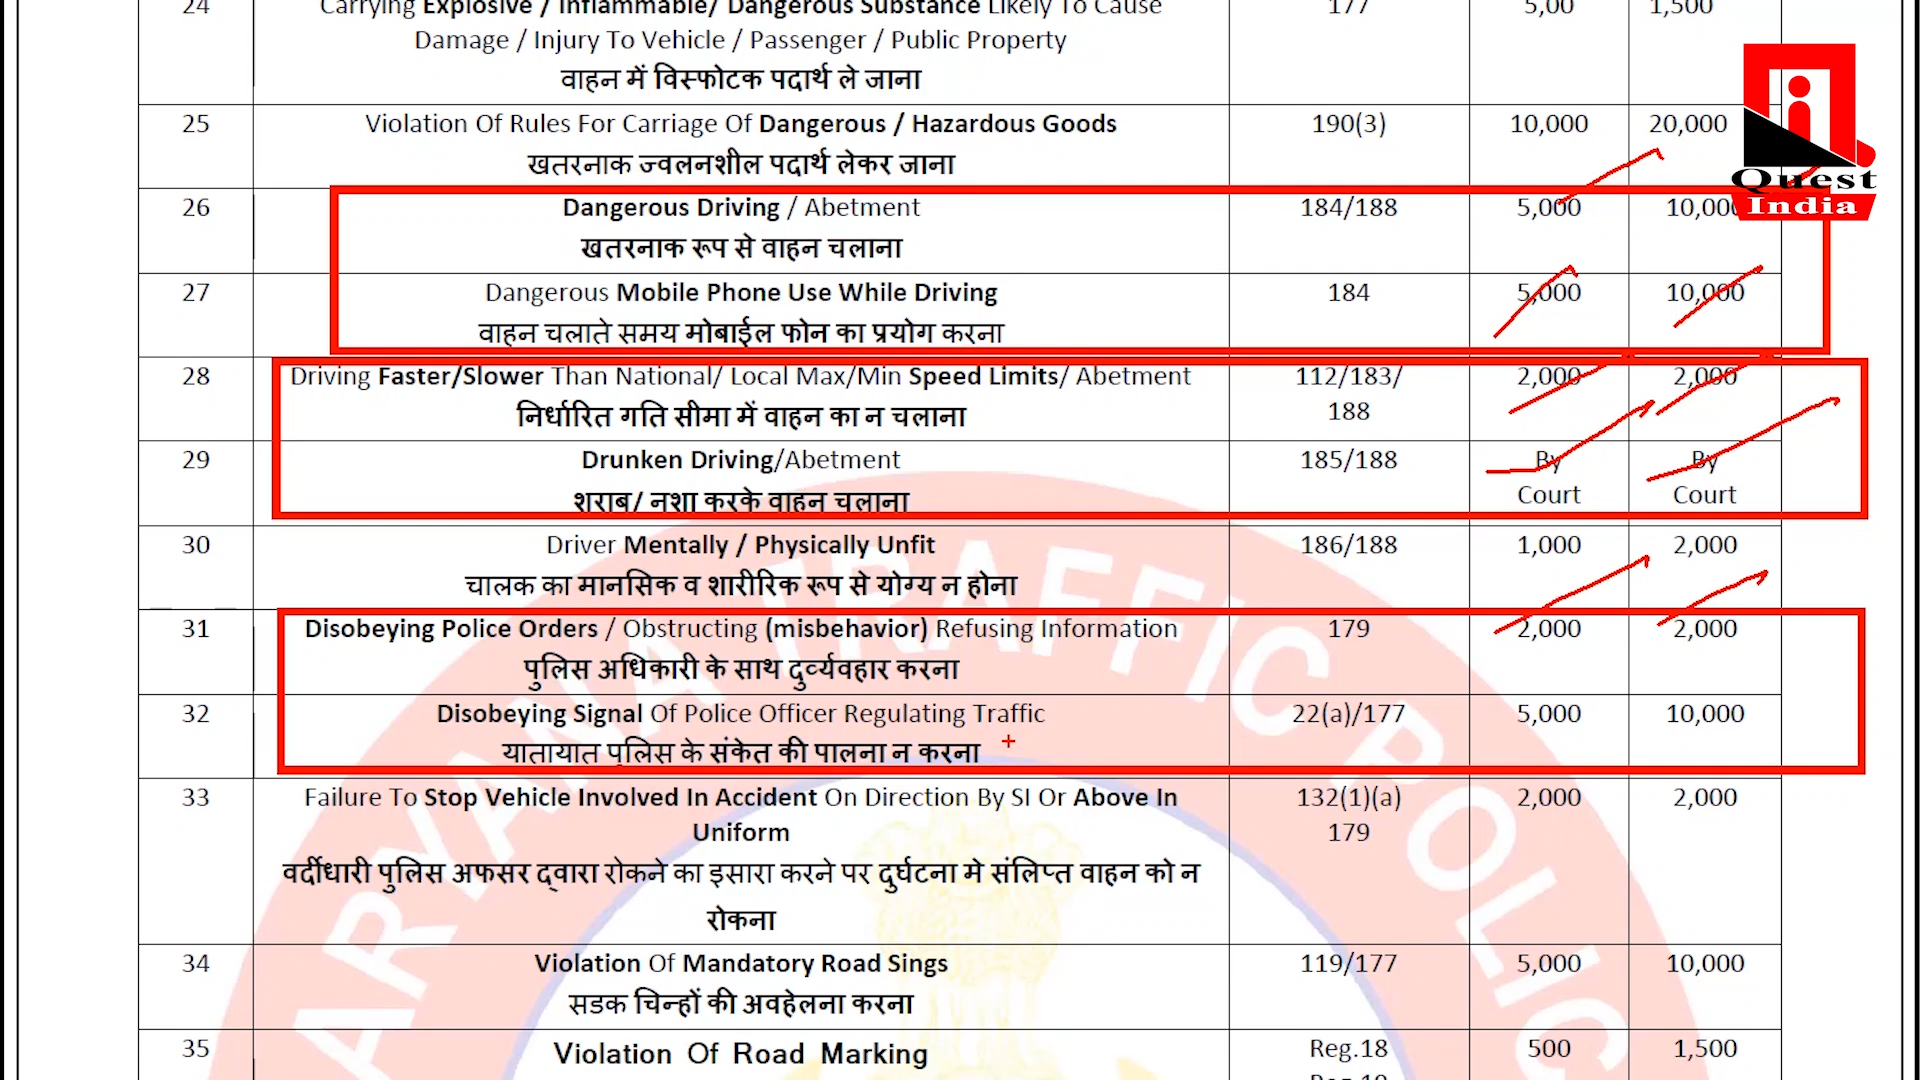 24 Carrying Explosive / Inflammable/ Dangerous Substance Likely To Cause 177 5,00 1,500
Damage / Injury To Vehicle / Passenger / Public Property
वाहन में विस्फोटक पदार्थ ले जाना
25 Violation Of Rules For Carriage Of Dangerous / Hazardous Goods 190(3) 10,000 20,000
खतरनाक ज्वलनशील पदार्थ लेकर जाना
26 Dangerous Driving / Abetment 184/188 5,000 10,000
खतरनाक रूप से वाहन चलाना
27 Dangerous Mobile Phone Use While Driving 184 5,000 10,000
वाहन चलाते समय मोबाईल फोन का प्रयोग करना
28 Driving Faster/Slower Than National/ Local Max/Min Speed Limits/ Abetment 112/183/ 2,000 2,000
निर्धारित गति सीमा में वाहन का न चलाना 188
29 Drunken Driving/Abetment 185/188 By By
शराब/ नशा करके वाहन चलाना Court Court
30 Driver Mentally / Physically Unfit 186/188 1,000 2,000
चालक का मानसिक व शारीरिक रूप से योग्य न होना
31 Disobeying Police Orders / Obstructing (misbehavior) Refusing Information 179 2,000 2,000
पुलिस अधिकारी के साथ दुर्व्यवहार करना
32 Disobeying Signal Of Police Officer Regulating Traffic 22(a)/177 5,000 10,000
यातायात पुलिस के संकेत की पालना न करना
33 Failure To Stop Vehicle Involved In Accident On Direction By SI Or Above In 132(1)(a) 2,000 2,000
Uniform 179
वर्दीधारी पुलिस अफसर द्वारा रोकने का इसारा करने पर दुर्घटना मे संलिप्त वाहन को न
रोकना
34 Violation Of Mandatory Road Sings 119/177 5,000 10,000
सडक चिन्हों की अवहेलना करना
35 Violation Of Road Marking Reg.18 500 1,500
ARYANA TRAFFIC POLIC
i
Quest
India